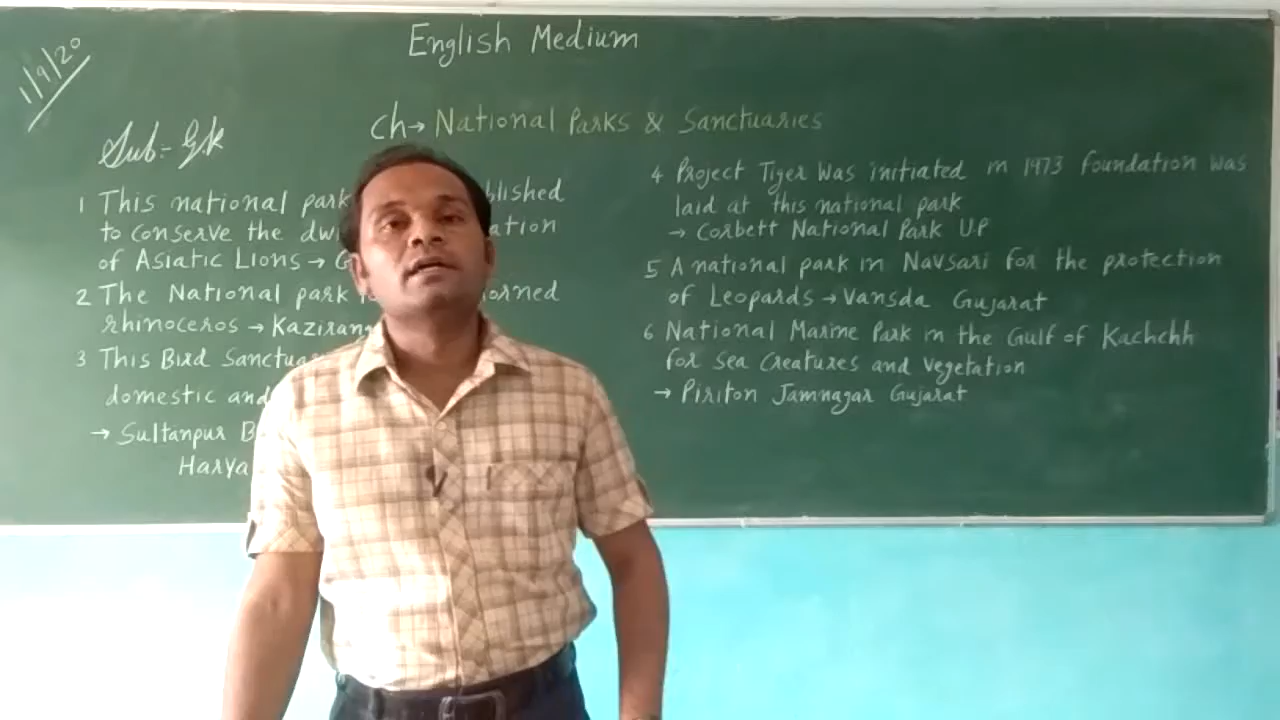 1/9/20
English Medium
Sub:- G.k
Ch→ National Parks & Sanctuaries
1 This national park blished
to conserve the dw ation
of Asiatic Lions → G
2 The National park orned
rhinoceros → Kazirang
3 This Bird Sanctua
domestic and
→ Sultanpur B
Harya
4 Project Tiger was initiated in 1973 foundation was
laid at this national park
→ Corbett National Park U.P
5 A national park in Navsari for the protection
of Leopards → Vansda Gujarat
6 National Marine Park in the Gulf of Kachchh
for sea creatures and vegetation
→ Piriton Jamnagar Gujarat